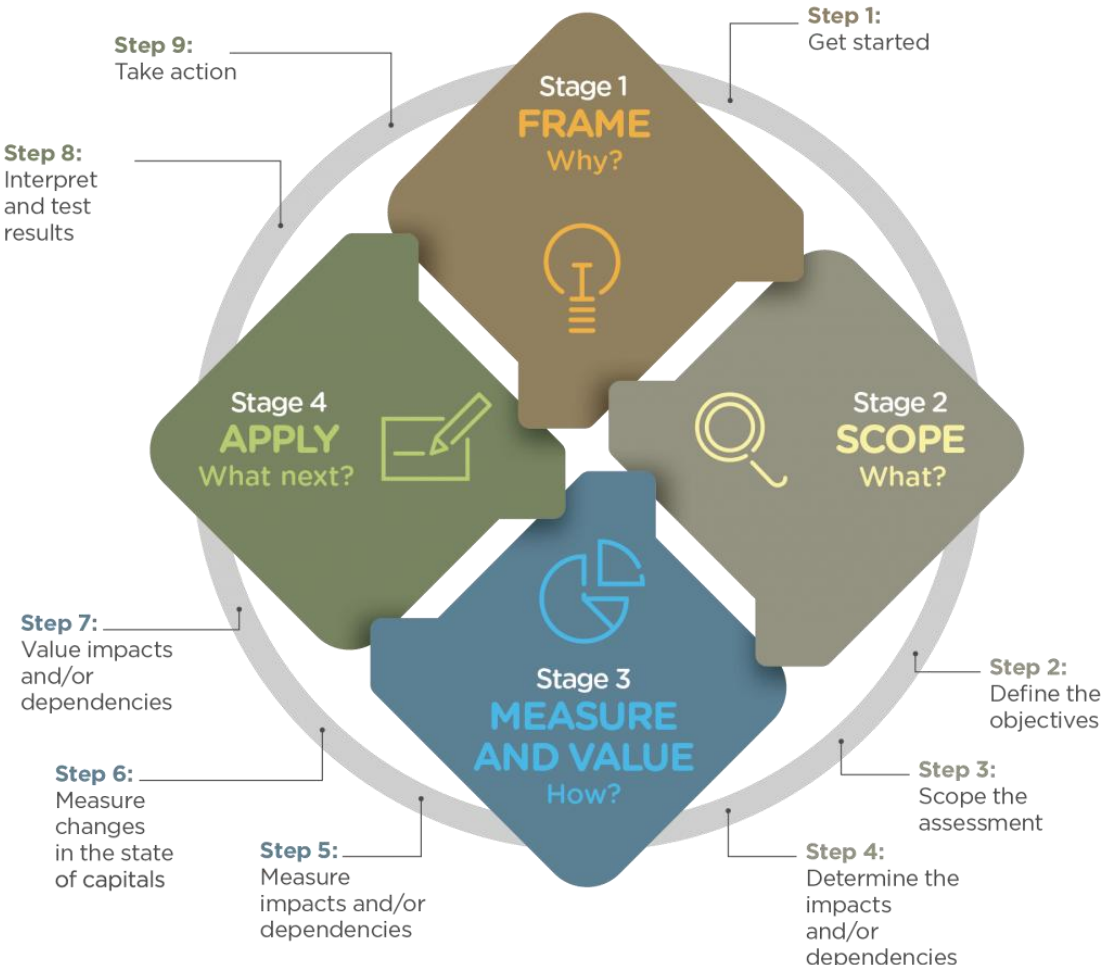 Stage 1
FRAME
Why?
Stage 2
SCOPE
What?
Stage 3
MEASURE
AND VALUE
How?
Stage 4
APPLY
What next?
Step 1:
Get started
Step 2:
Define the
objectives
Step 3:
Scope the
assessment
Step 4:
Determine the
impacts
and/or
dependencies
Step 5:
Measure
impacts and/or
dependencies
Step 6:
Measure
changes
in the state
of capitals
Step 7:
Value impacts
and/or
dependencies
Step 8:
Interpret
and test
results
Step 9:
Take action